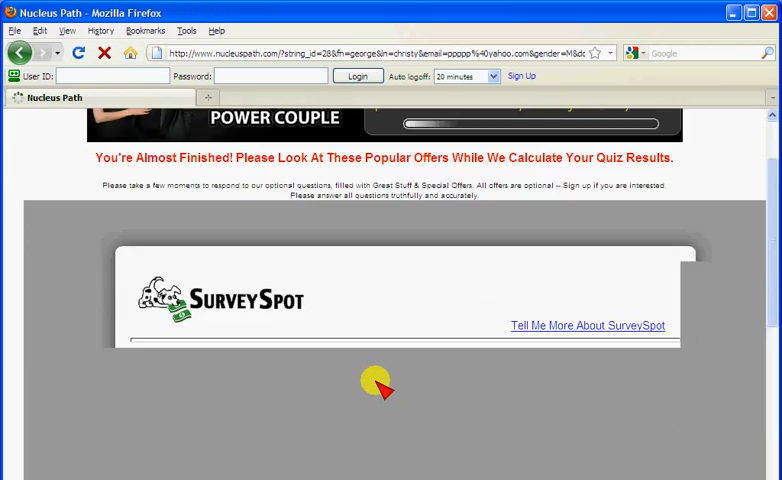 Nucleus Path - Mozilla Firefox
File Edit View History Bookmarks Tools Help
http://www.nucleuspath.com/?string_id=28&fn=george&ln=christy&email=ppppp%40yahoo.com&gender=M&dc
Google
User ID: Password: Login Auto logoff: 20 minutes Sign Up
Nucleus Path
POWER COUPLE
You're Almost Finished! Please Look At These Popular Offers While We Calculate Your Quiz Results.
Please take a few moments to respond to our optional questions, filled with Great Stuff & Special Offers. All offers are optional -- Sign up if you are interested.
Please answer all questions truthfully and accurately.
SURVEYSPOT
Tell Me More About SurveySpot